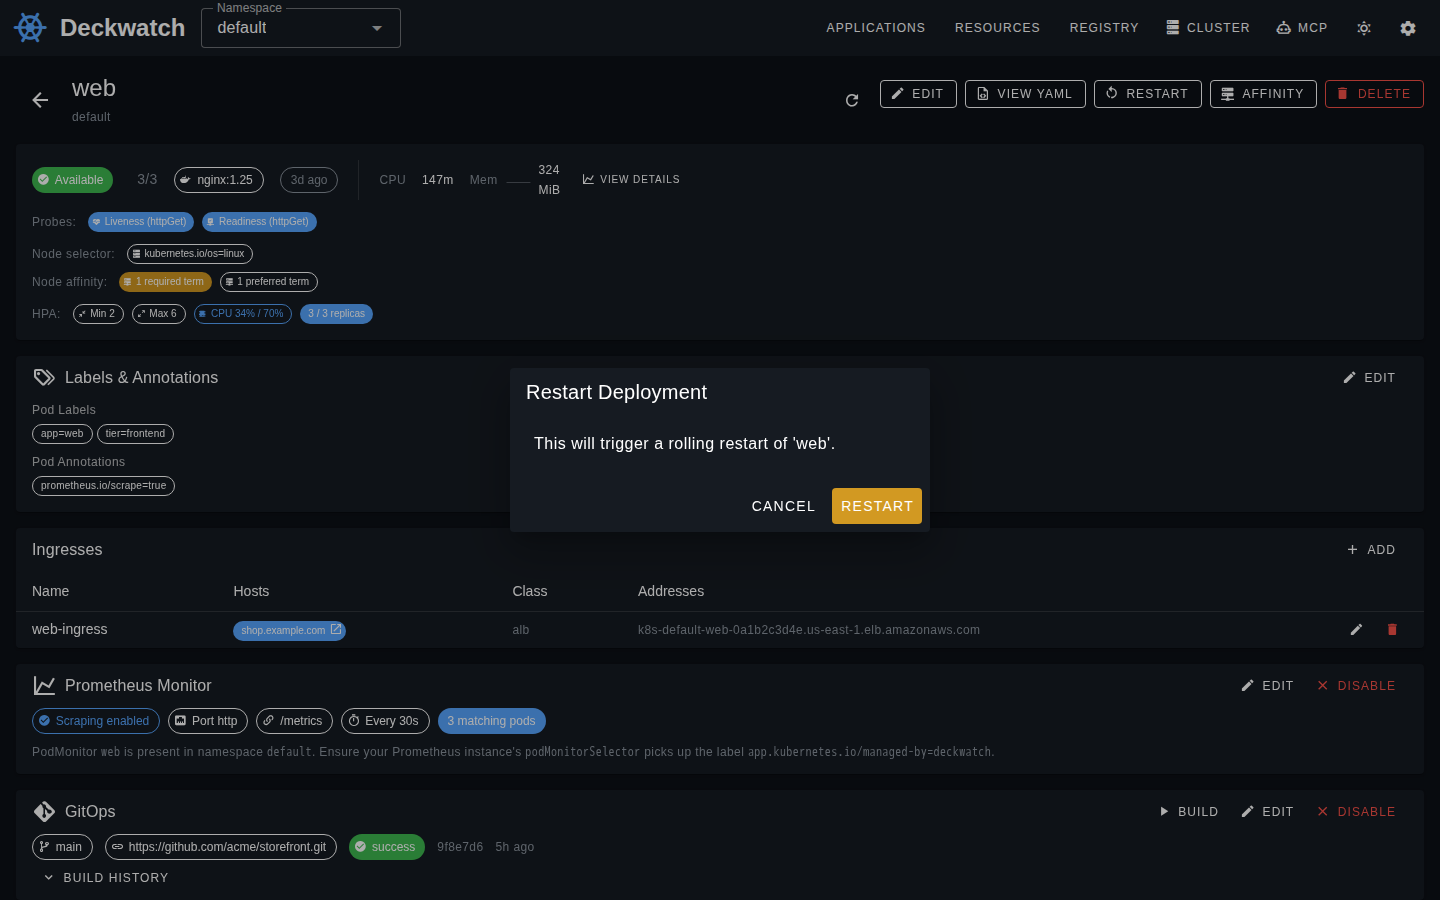 Deckwatch
Namespace
default
APPLICATIONS
RESOURCES
REGISTRY
CLUSTER
MCP
web
default
EDIT
VIEW YAML
RESTART
AFFINITY
DELETE
Available
3/3
nginx:1.25
3d ago
CPU 147m
Mem 324 MiB
VIEW DETAILS
Probes: Liveness (httpGet) Readiness (httpGet)
Node selector: kubernetes.io/os=linux
Node affinity: 1 required term 1 preferred term
HPA: Min 2 Max 6 CPU 34% / 70% 3 / 3 replicas
Labels & Annotations
EDIT
Pod Labels
app=web tier=frontend
Pod Annotations
prometheus.io/scrape=true
Restart Deployment
This will trigger a rolling restart of 'web'.
CANCEL RESTART
Ingresses
ADD
Name Hosts Class Addresses
web-ingress shop.example.com alb k8s-default-web-0a1b2c3d4e.us-east-1.elb.amazonaws.com
Prometheus Monitor
EDIT DISABLE
Scraping enabled Port http /metrics Every 30s 3 matching pods
PodMonitor web is present in namespace default. Ensure your Prometheus instance's podMonitorSelector picks up the label app.kubernetes.io/managed-by=deckwatch.
GitOps
BUILD EDIT DISABLE
main https://github.com/acme/storefront.git success 9f8e7d6 5h ago
BUILD HISTORY